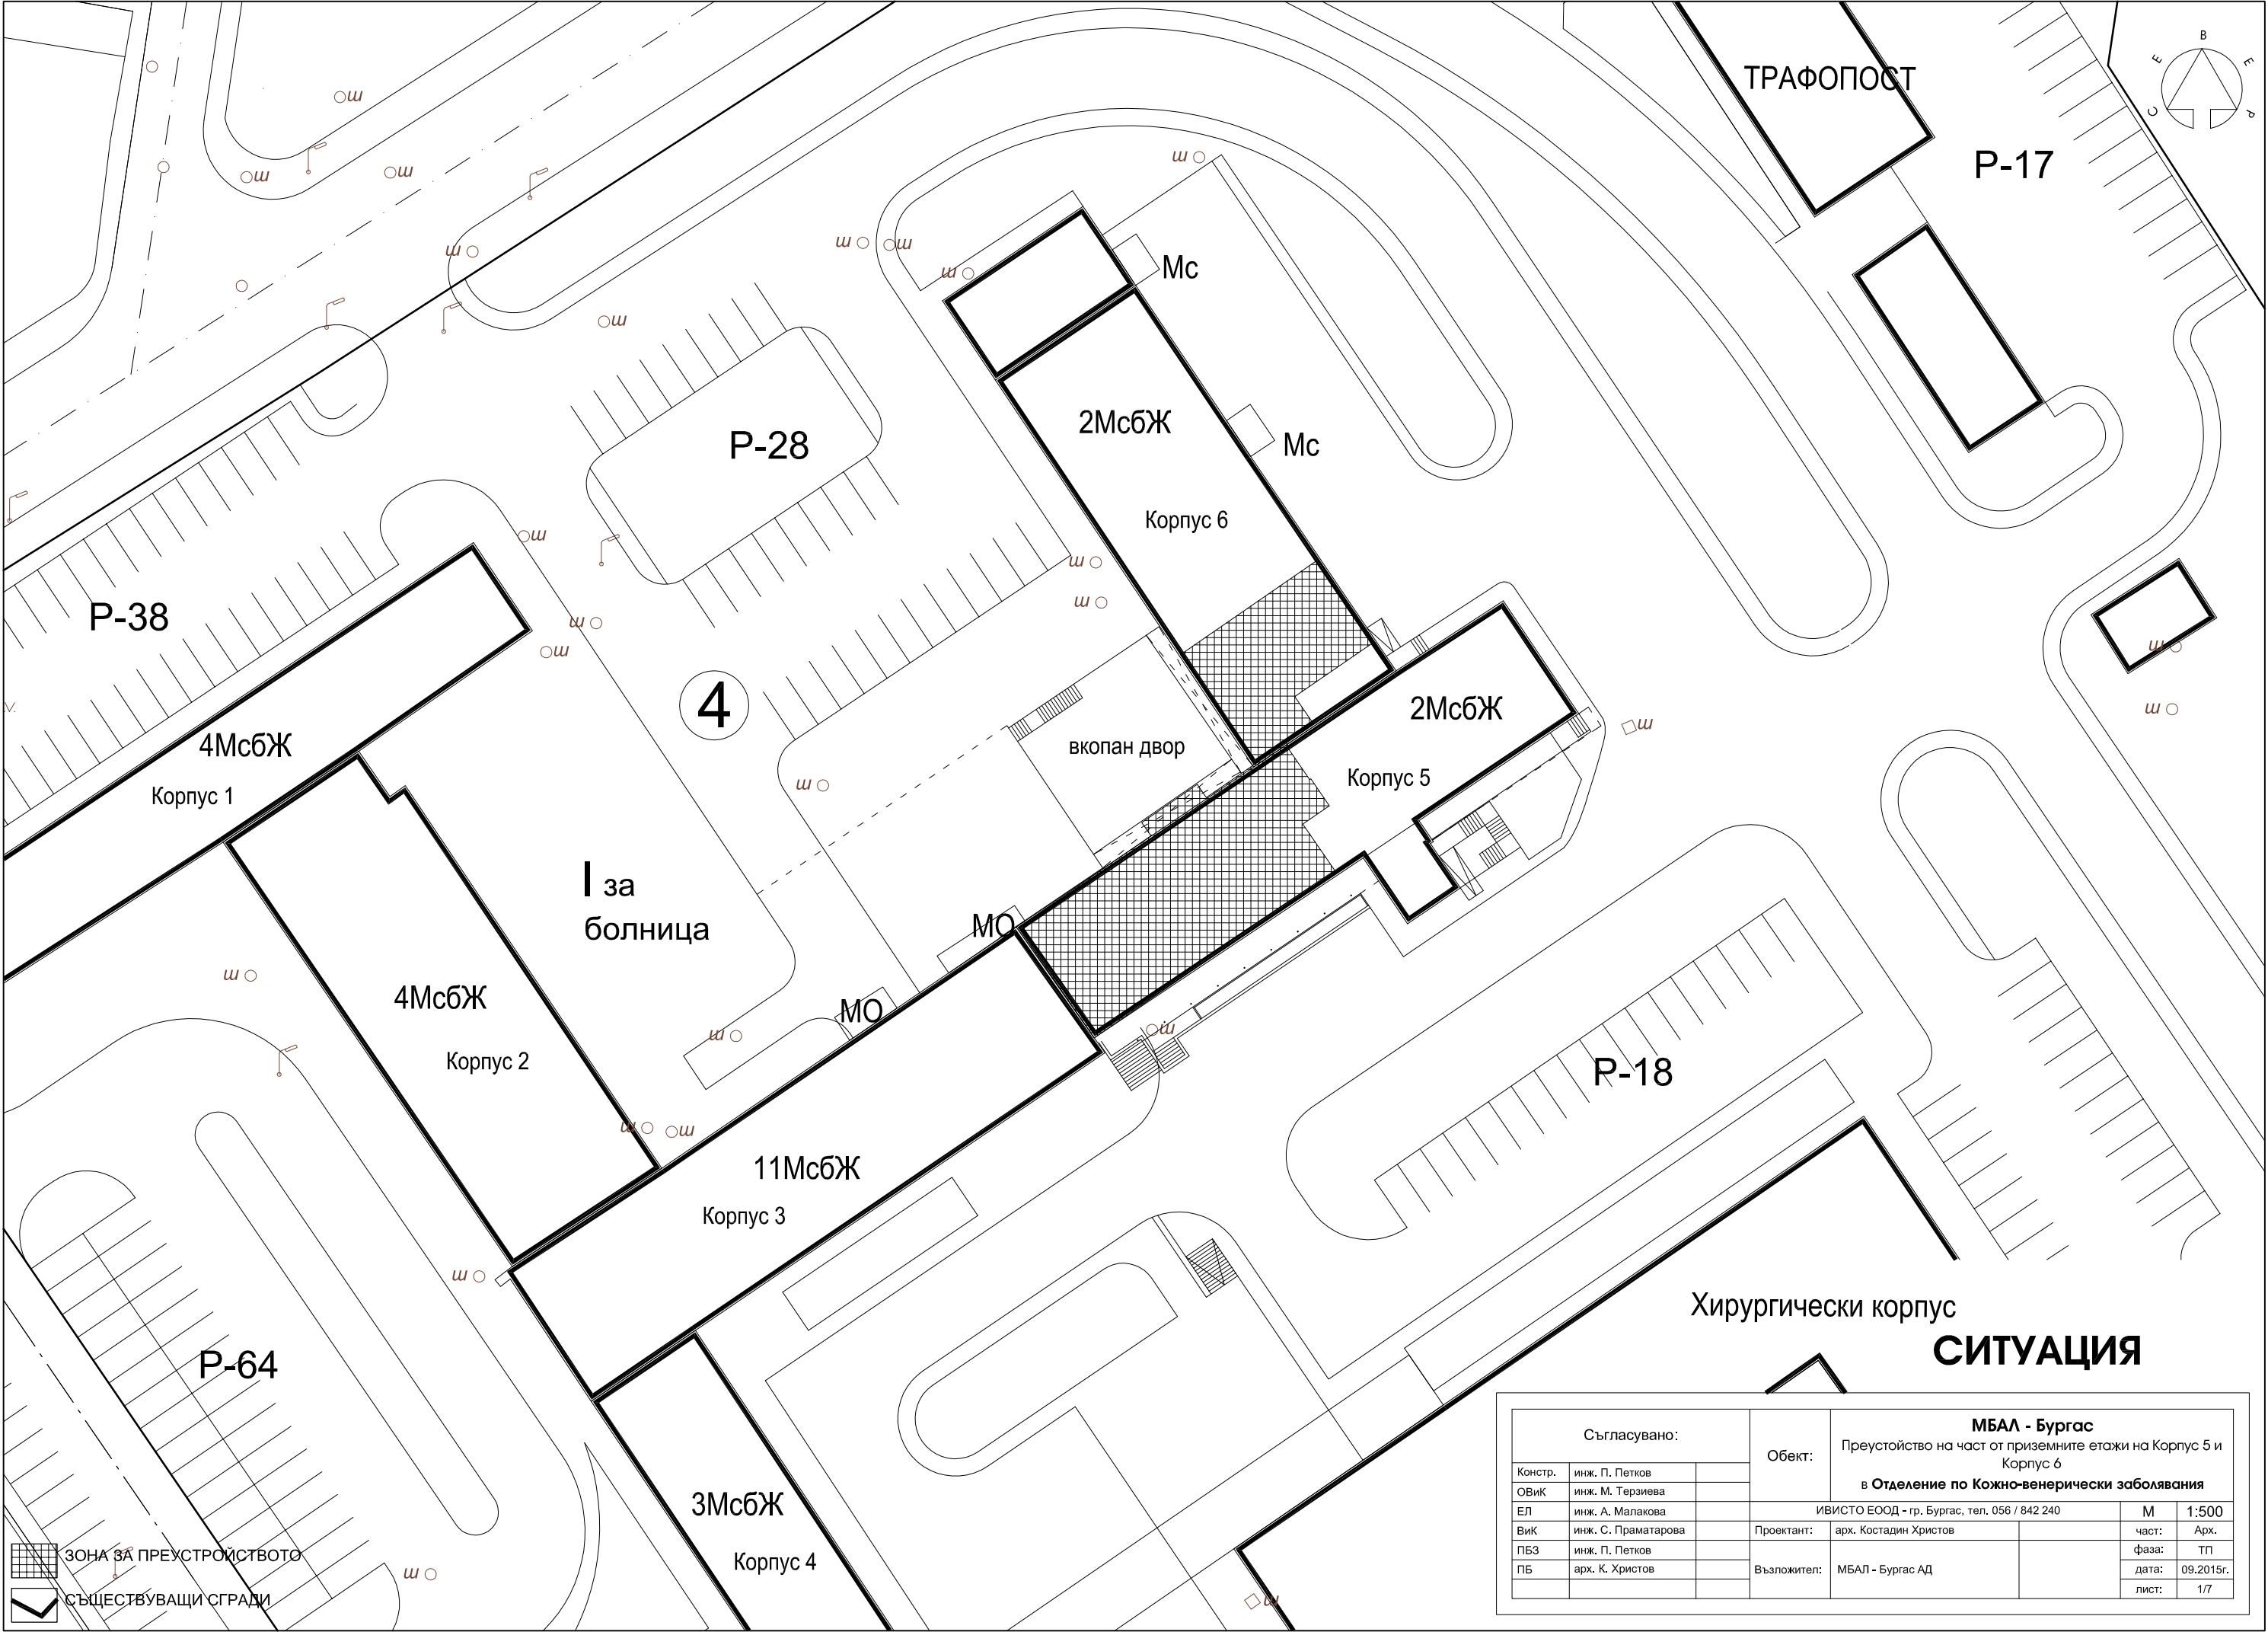 ТРАФОПОСТ
С Е В Е Р
P-17
ш
ш
ш
ш
ш
ш
ш
ш
ш
ш
Мс
2МсбЖ
Мс
Корпус 6
P-28
P-38
ш
ш
ш
ш
ш
ш
ш
4
4МсбЖ
Корпус 1
вкопан двор
2МсбЖ
Корпус 5
ш
ш
ш
I за
болница
МО
МО
ш
ш
ш
4МсбЖ
Корпус 2
P-18
ш
ш
11МсбЖ
Корпус 3
ш
P-64
3МсбЖ
Корпус 4
ш
ш
Хирургически корпус
СИТУАЦИЯ
ЗОНА ЗА ПРЕУСТРОЙСТВОТО
СЪЩЕСТВУВАЩИ СГРАДИ
Съгласувано:
Констр. инж. П. Петков
ОВиК инж. М. Терзиева
ЕЛ инж. А. Малакова
ВиК инж. С. Праматарова
ПБЗ инж. П. Петков
ПБ арх. К. Христов
Обект:
МБАЛ - Бургас
Преустройство на част от приземните етажи на Корпус 5 и
Корпус 6
в Отделение по Кожно-венерически заболявания
ИВИСТО ЕООД - гр. Бургас, тел. 056 / 842 240
М 1:500
Проектант: арх. Костадин Христов
част: Арх.
Възложител: МБАЛ - Бургас АД
фаза: ТП
дата: 09.2015г.
лист: 1/7